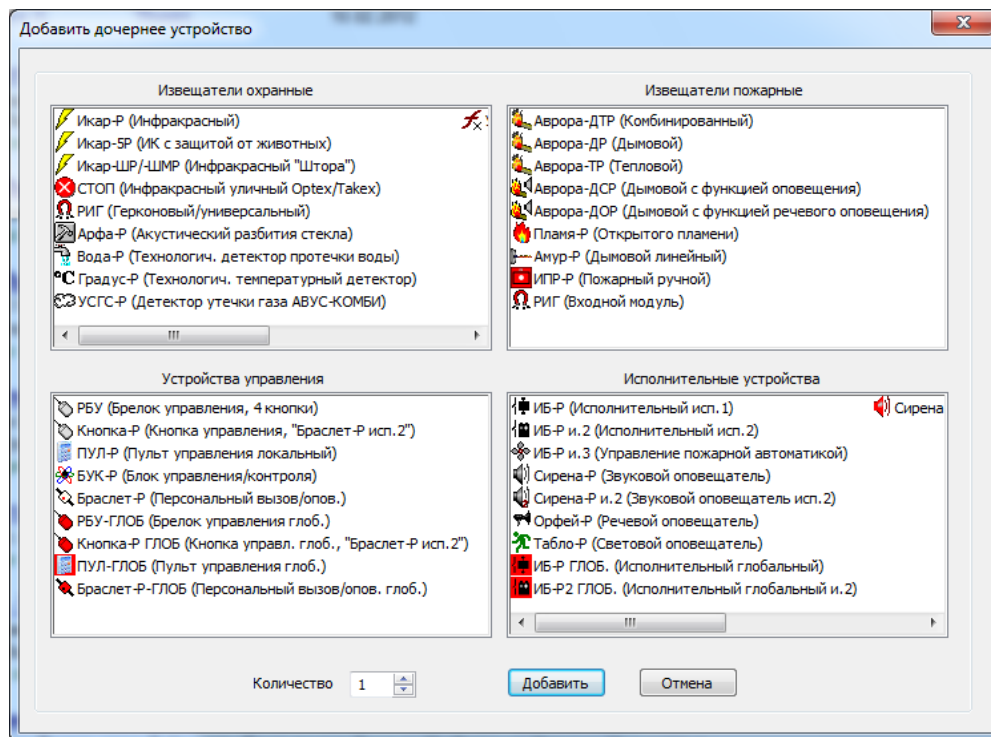 Добавить дочернее устройство
Извещатели охранные
Икар-Р (Инфракрасный)
Икар-5Р (ИК с защитой от животных)
Икар-ШР/-ШМР (Инфракрасный "Штора")
СТОП (Инфракрасный уличный Optex/Takex)
РИГ (Герконовый/универсальный)
Арфа-Р (Акустический разбития стекла)
Вода-Р (Технологич. детектор протечки воды)
°C Градус-Р (Технологич. температурный детектор)
УСГС-Р (Детектор утечки газа АВУС-КОМБИ)
Извещатели пожарные
Аврора-ДТР (Комбинированный)
Аврора-ДР (Дымовой)
Аврора-ТР (Тепловой)
Аврора-ДСР (Дымовой с функцией оповещения)
Аврора-ДОР (Дымовой с функцией речевого оповещения)
Пламя-Р (Открытого пламени)
Амур-Р (Дымовой линейный)
ИПР-Р (Пожарный ручной)
РИГ (Входной модуль)
Устройства управления
РБУ (Брелок управления, 4 кнопки)
Кнопка-Р (Кнопка управления, "Браслет-Р исп.2")
ПУЛ-Р (Пульт управления локальный)
БУК-Р (Блок управления/контроля)
Браслет-Р (Персональный вызов/опов.)
РБУ-ГЛОБ (Брелок управления глоб.)
Кнопка-Р ГЛОБ (Кнопка управл. глоб., "Браслет-Р исп.2")
ПУЛ-ГЛОБ (Пульт управления глоб.)
Браслет-Р-ГЛОБ (Персональный вызов/опов. глоб.)
Исполнительные устройства
ИБ-Р (Исполнительный исп.1)
Сирена
ИБ-Р и.2 (Исполнительный исп.2)
ИБ-Р и.3 (Управление пожарной автоматикой)
Сирена-Р (Звуковой оповещатель)
Сирена-Р и.2 (Звуковой оповещатель исп.2)
Орфей-Р (Речевой оповещатель)
Табло-Р (Световой оповещатель)
ИБ-Р ГЛОБ. (Исполнительный глобальный)
ИБ-Р2 ГЛОБ. (Исполнительный глобальный и.2)
Количество 1
Добавить
Отмена